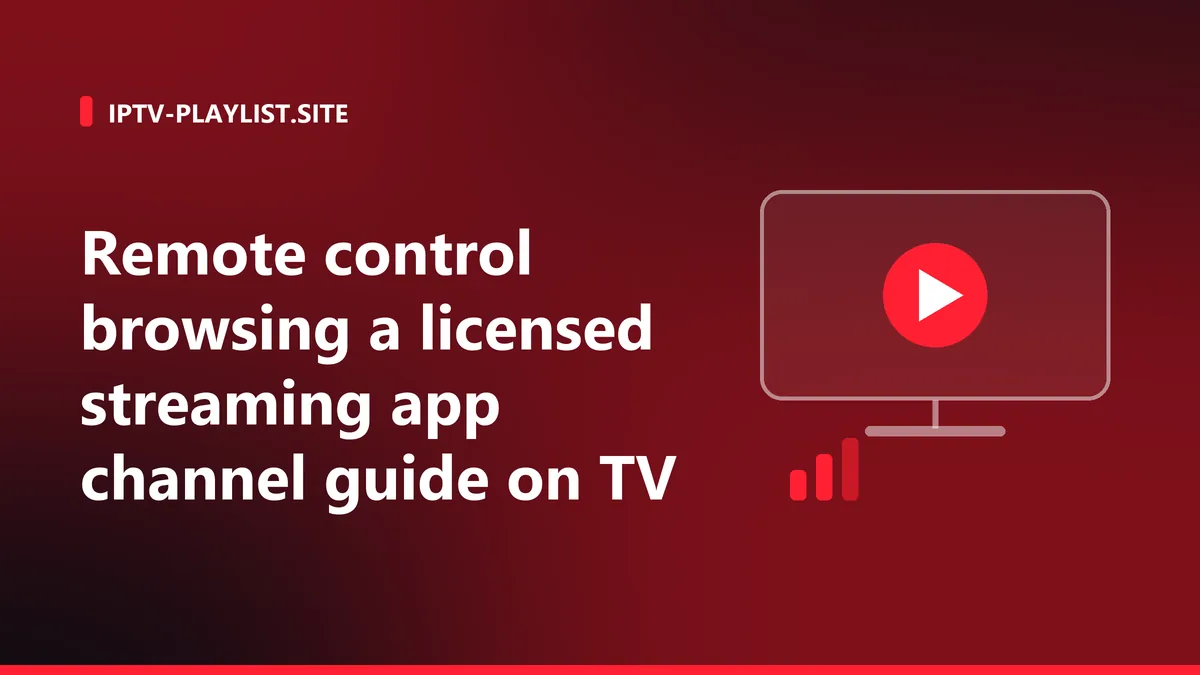 IPTV-PLAYLIST.SITE
Remote control
browsing a licensed
streaming app
channel guide on TV